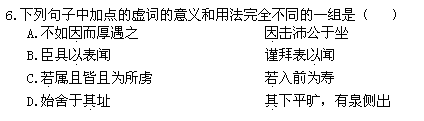 6.下列句子中加点的虚词的意义和用法完全不同的一组是(　　)
A.不如因而厚遇之　　因击沛公于坐
B.臣具以表闻　　谨拜表以闻
C.若属且皆且为所虏　　若入前为寿
D.始舍于其址　　其下平旷，有泉侧出